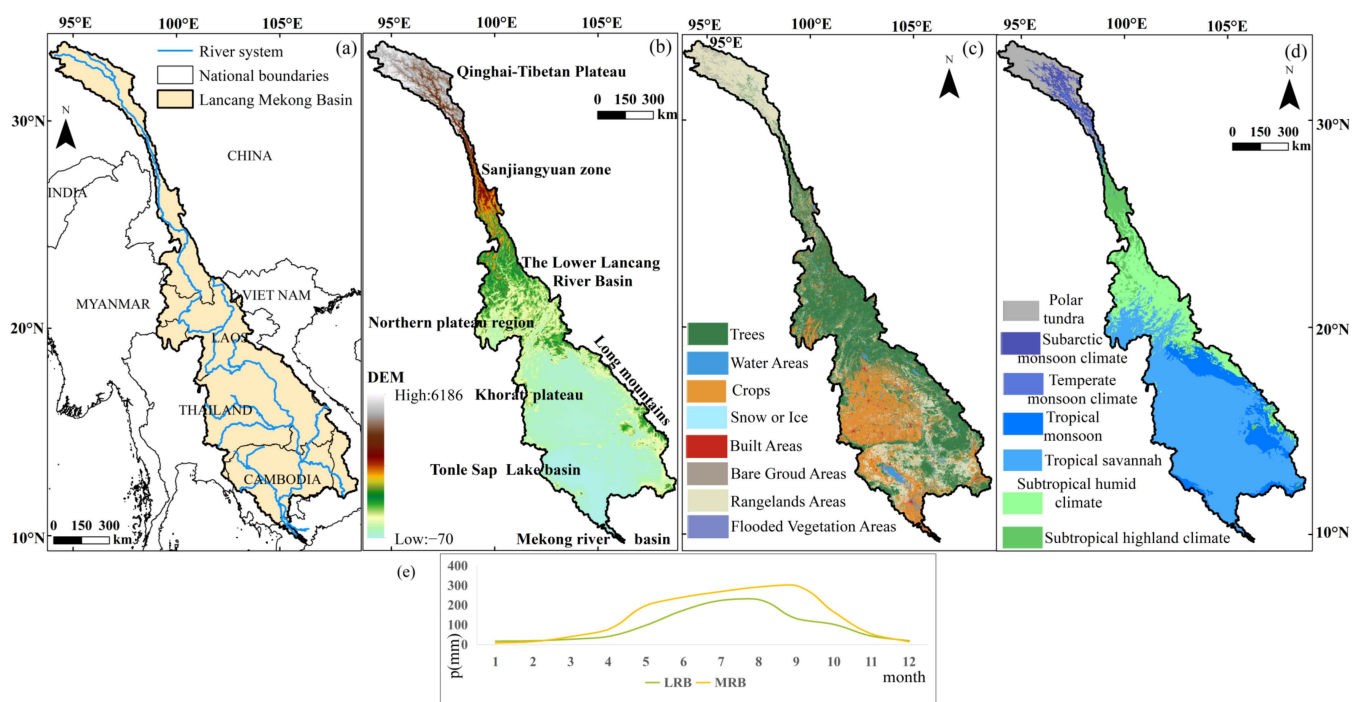 95°E 100°E 105°E
(a)
River system
National boundaries
Lancang Mekong Basin
N
30°N
CHINA
INDIA
MYANMAR
VIET NAM
20°N
LAOS
THAILAND
CAMBODIA
0 150 300
km
10°N
95°E 100°E 105°E
(b)
Qinghai-Tibetan Plateau
0 150 300
km
Sanjiangyuan zone
The Lower Lancang
River Basin
Northern plateau region
Long mountains
DEM
High:6186
Khorat plateau
Tonle Sap Lake basin
Low:−70
Mekong river basin
95°E 100°E 105°E
95°E
(c)
N
Trees
Water Areas
Crops
Snow or Ice
Built Areas
Bare Groud Areas
Rangelands Areas
Flooded Vegetation Areas
95°E 100°E 105°E
(d)
N
30°N
0 150 300
km
Polar
tundra
Subarctic
monsoon climate
20°N
Temperate
monsoon climate
Tropical
monsoon
Tropical savannah
Subtropical humid
climate
Subtropical highland climate
10°N
(e)
p(mm)
400
300
200
100
0
1 2 3 4 5 6 7 8 9 10 11 12
month
LRB MRB